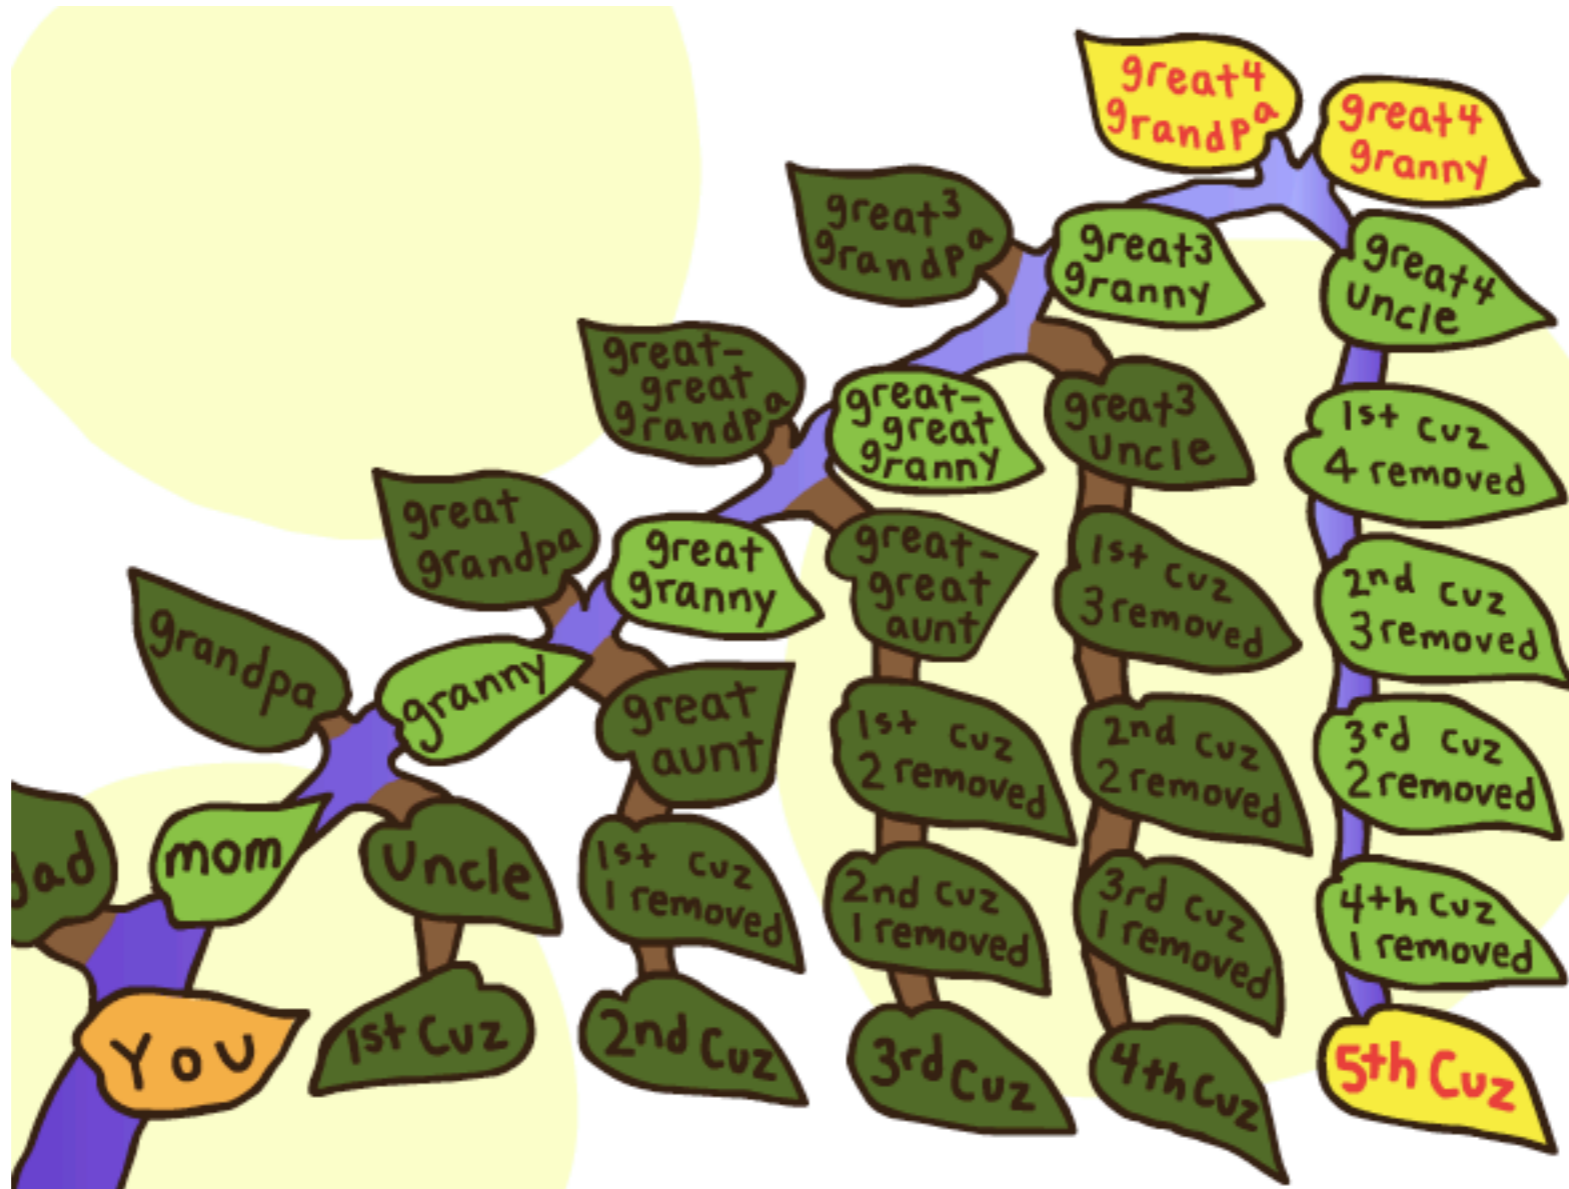 great4
grandpa
great4
granny
great3
grandpa
great3
granny
great4
uncle
great-
great
grandpa
great-
great
granny
great3
uncle
1st cuz
4 removed
great
grandpa
great
granny
great-
great
aunt
1st cuz
3 removed
2nd cuz
3 removed
grandpa
granny
great
aunt
1st cuz
2 removed
2nd cuz
2 removed
3rd cuz
2 removed
dad
mom
Uncle
1st cuz
1 removed
2nd cuz
1 removed
3rd cuz
1 removed
4th cuz
1 removed
You
1st Cuz
2nd Cuz
3rd Cuz
4th Cuz
5th Cuz